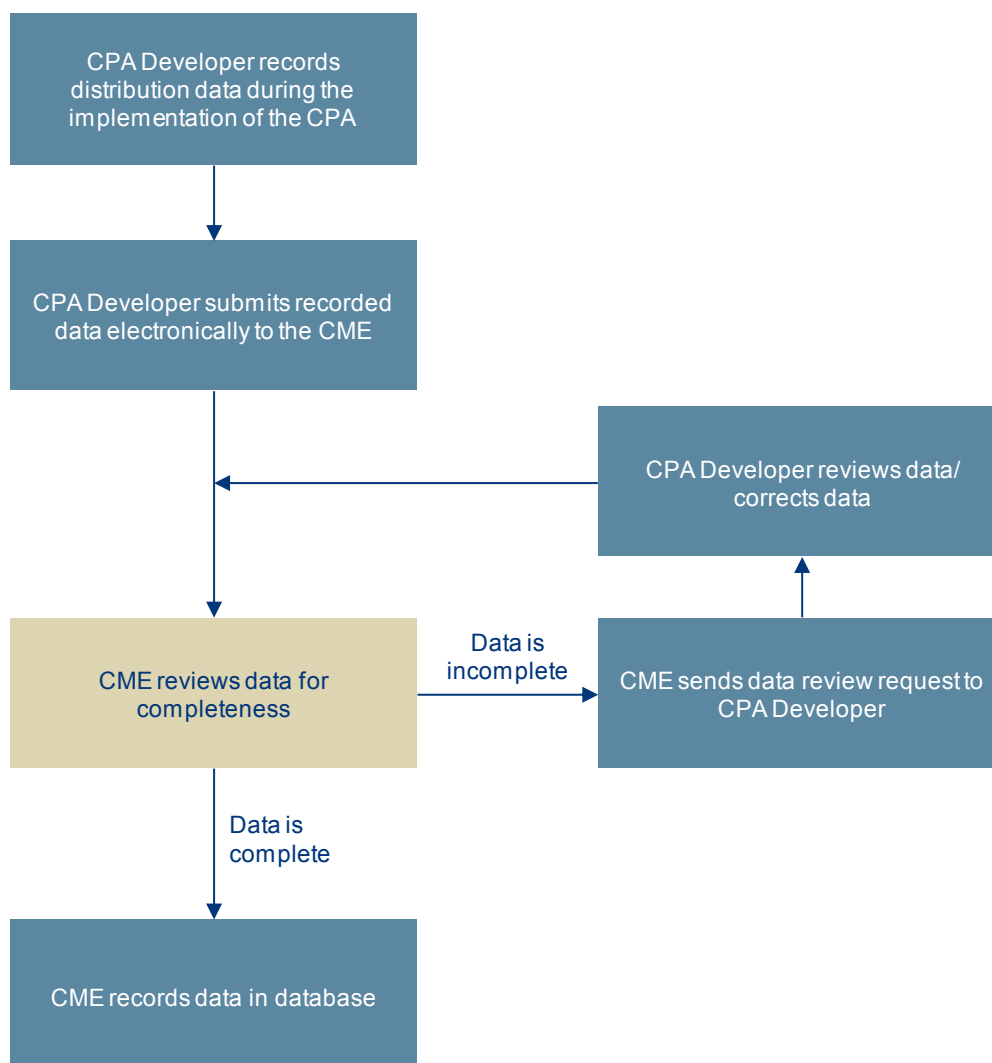 CPA Developer records
distribution data during the
implementation of the CPA
CPA Developer submits recorded
data electronically to the CME
CPA Developer reviews data/
corrects data
CME reviews data for
completeness
Data is
incomplete
CME sends data review request to
CPA Developer
Data is
complete
CME records data in database